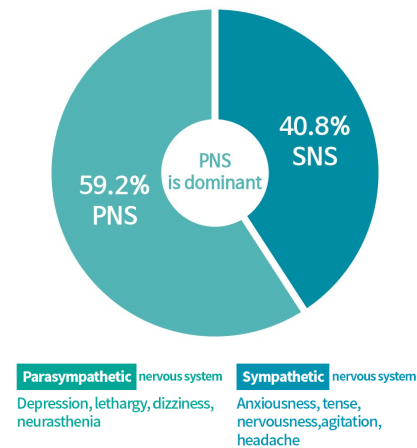 40.8%
SNS
PNS
is dominant
59.2%
PNS
Parasympathetic nervous system
Depression, lethargy, dizziness,
neurasthenia
Sympathetic nervous system
Anxiousness, tense,
nervousness,agitation,
headache